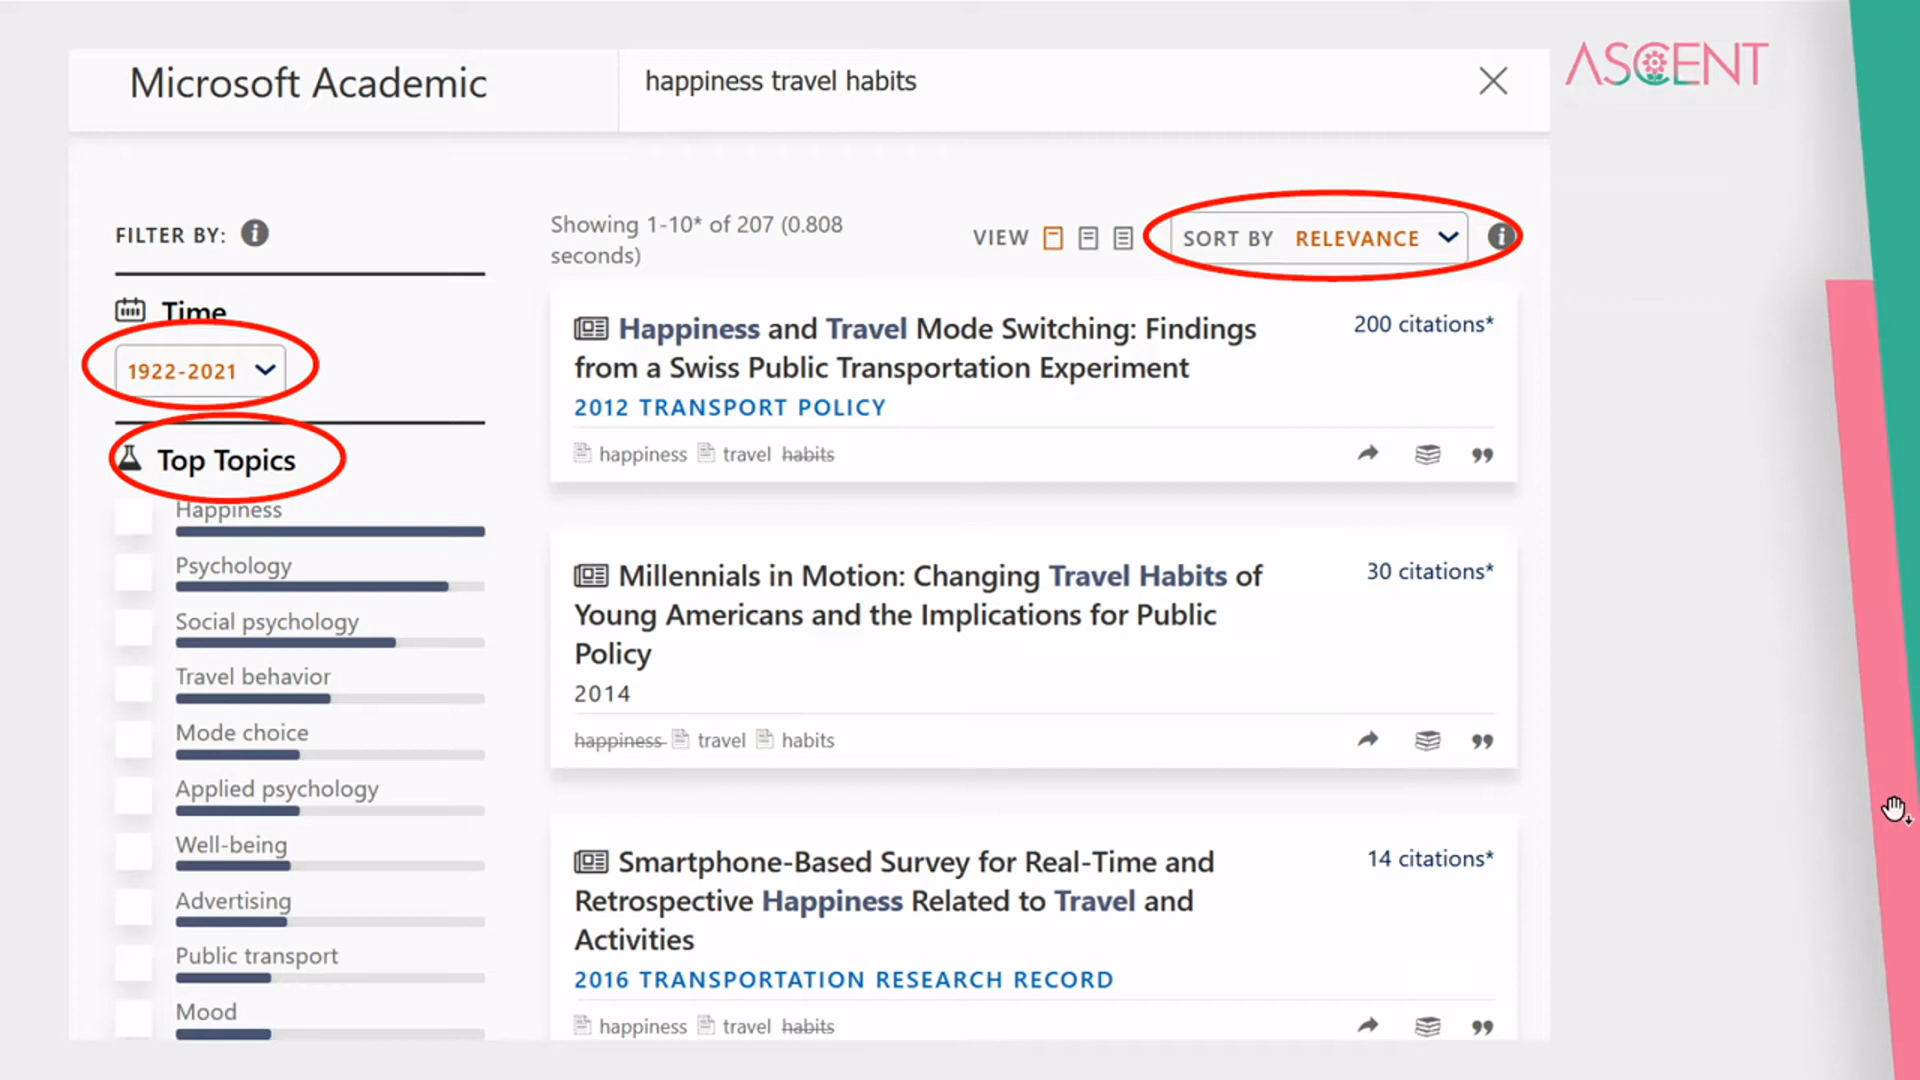 Microsoft Academic
happiness travel habits
ASCENT
FILTER BY:
Time
1922-2021
Top Topics
Happiness
Psychology
Social psychology
Travel behavior
Mode choice
Applied psychology
Well-being
Advertising
Public transport
Mood
Showing 1-10* of 207 (0.808
seconds)
VIEW
SORT BY RELEVANCE
Happiness and Travel Mode Switching: Findings
from a Swiss Public Transportation Experiment
200 citations*
2012 TRANSPORT POLICY
happiness travel habits
Millennials in Motion: Changing Travel Habits of
Young Americans and the Implications for Public
Policy
30 citations*
2014
happiness travel habits
Smartphone-Based Survey for Real-Time and
Retrospective Happiness Related to Travel and
Activities
14 citations*
2016 TRANSPORTATION RESEARCH RECORD
happiness travel habits